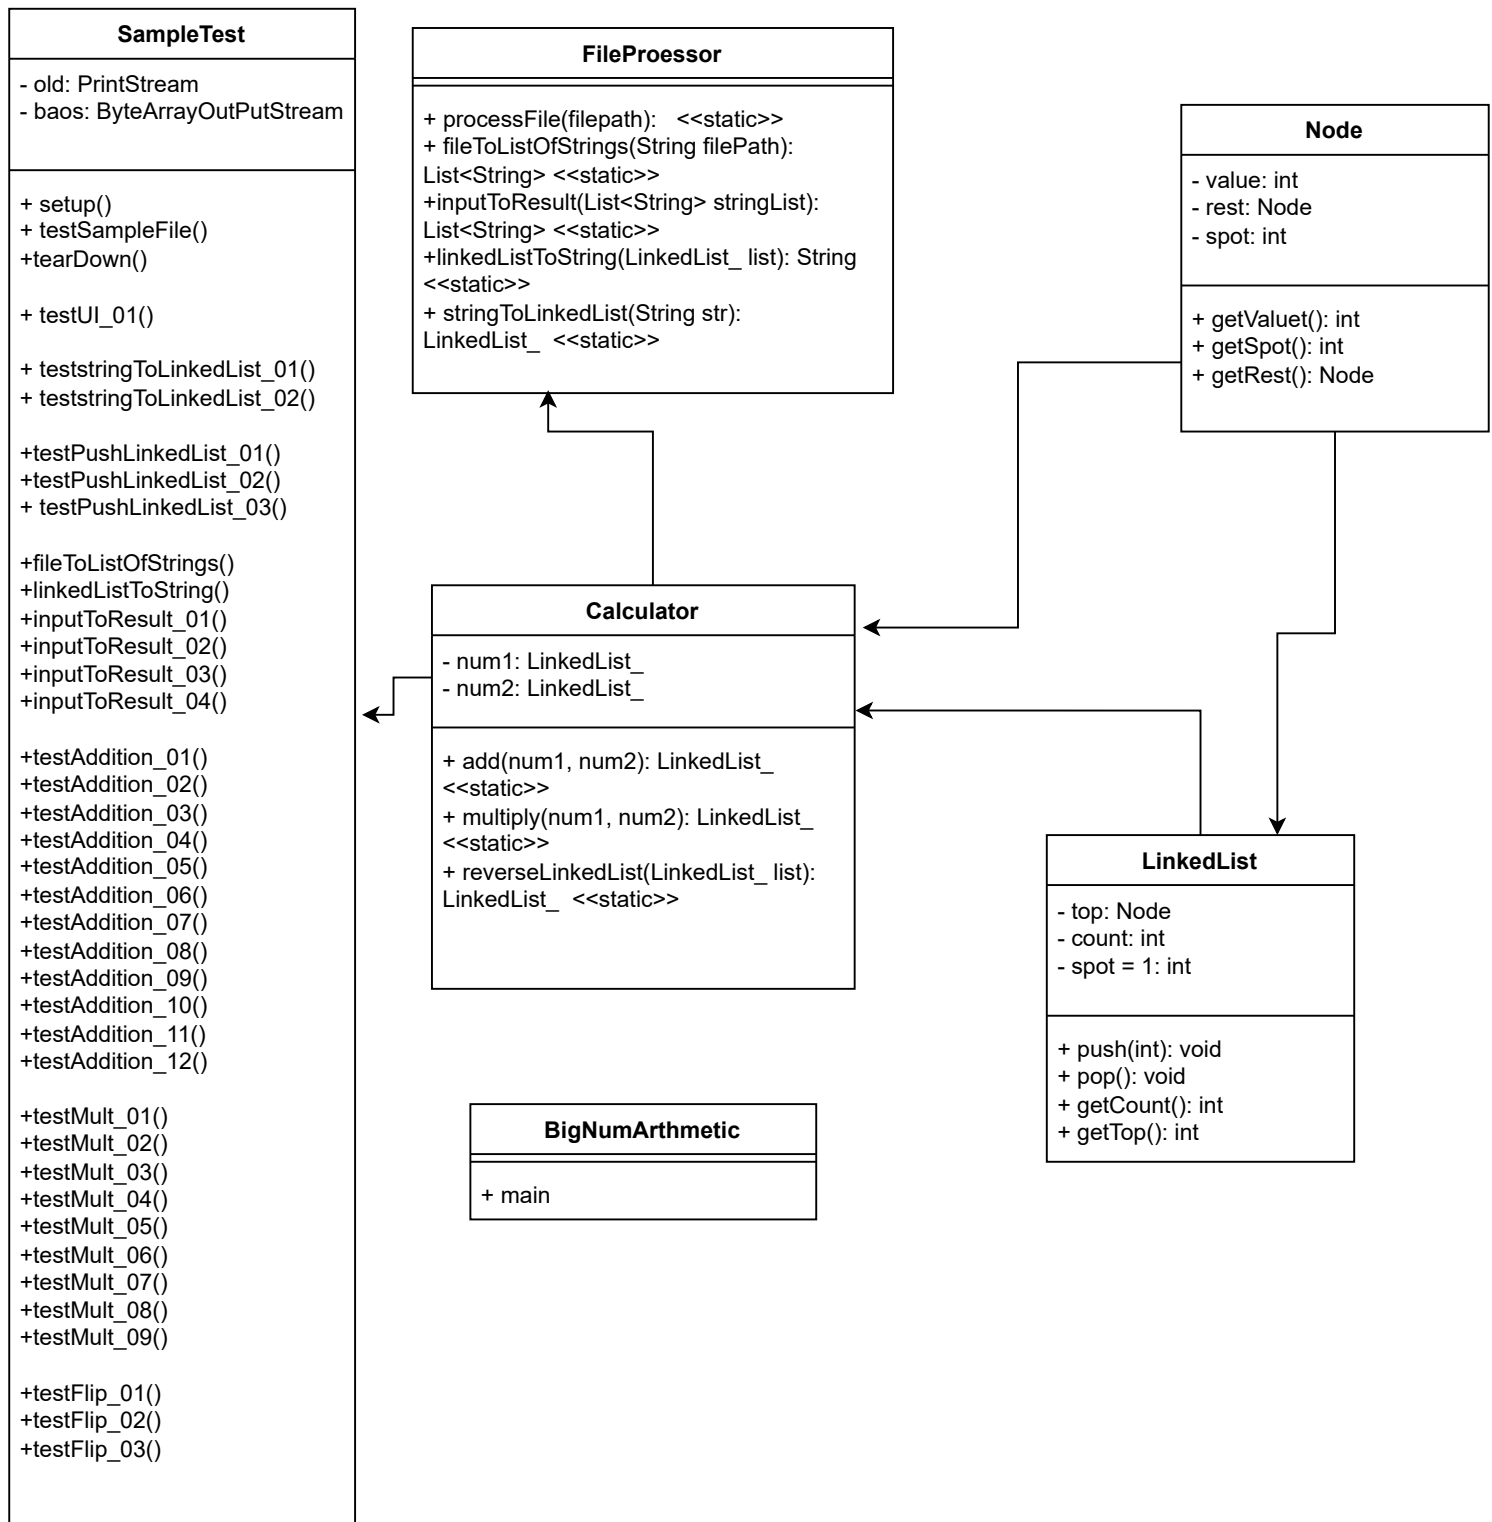 SampleTest
- old: PrintStream
- baos: ByteArrayOutPutStream
+ setup()
+ testSampleFile()
+tearDown()
+ testUI_01()
+ teststringToLinkedList_01()
+ teststringToLinkedList_02()
+testPushLinkedList_01()
+testPushLinkedList_02()
+ testPushLinkedList_03()
+fileToListOfStrings()
+linkedListToString()
+inputToResult_01()
+inputToResult_02()
+inputToResult_03()
+inputToResult_04()
+testAddition_01()
+testAddition_02()
+testAddition_03()
+testAddition_04()
+testAddition_05()
+testAddition_06()
+testAddition_07()
+testAddition_08()
+testAddition_09()
+testAddition_10()
+testAddition_11()
+testAddition_12()
+testMult_01()
+testMult_02()
+testMult_03()
+testMult_04()
+testMult_05()
+testMult_06()
+testMult_07()
+testMult_08()
+testMult_09()
+testFlip_01()
+testFlip_02()
+testFlip_03()
FileProessor
+ processFile(filepath):   <<static>>
+ fileToListOfStrings(String filePath):
List<String> <<static>>
+inputToResult(List<String> stringList):
List<String> <<static>>
+linkedListToString(LinkedList_ list): String
<<static>>
+ stringToLinkedList(String str):
LinkedList_  <<static>>
Node
- value: int
- rest: Node
- spot: int
+ getValuet(): int
+ getSpot(): int
+ getRest(): Node
Calculator
- num1: LinkedList_
- num2: LinkedList_
+ add(num1, num2): LinkedList_
<<static>>
+ multiply(num1, num2): LinkedList_
<<static>>
+ reverseLinkedList(LinkedList_ list):
LinkedList_  <<static>>
LinkedList
- top: Node
- count: int
- spot = 1: int
+ push(int): void
+ pop(): void
+ getCount(): int
+ getTop(): int
BigNumArthmetic
+ main